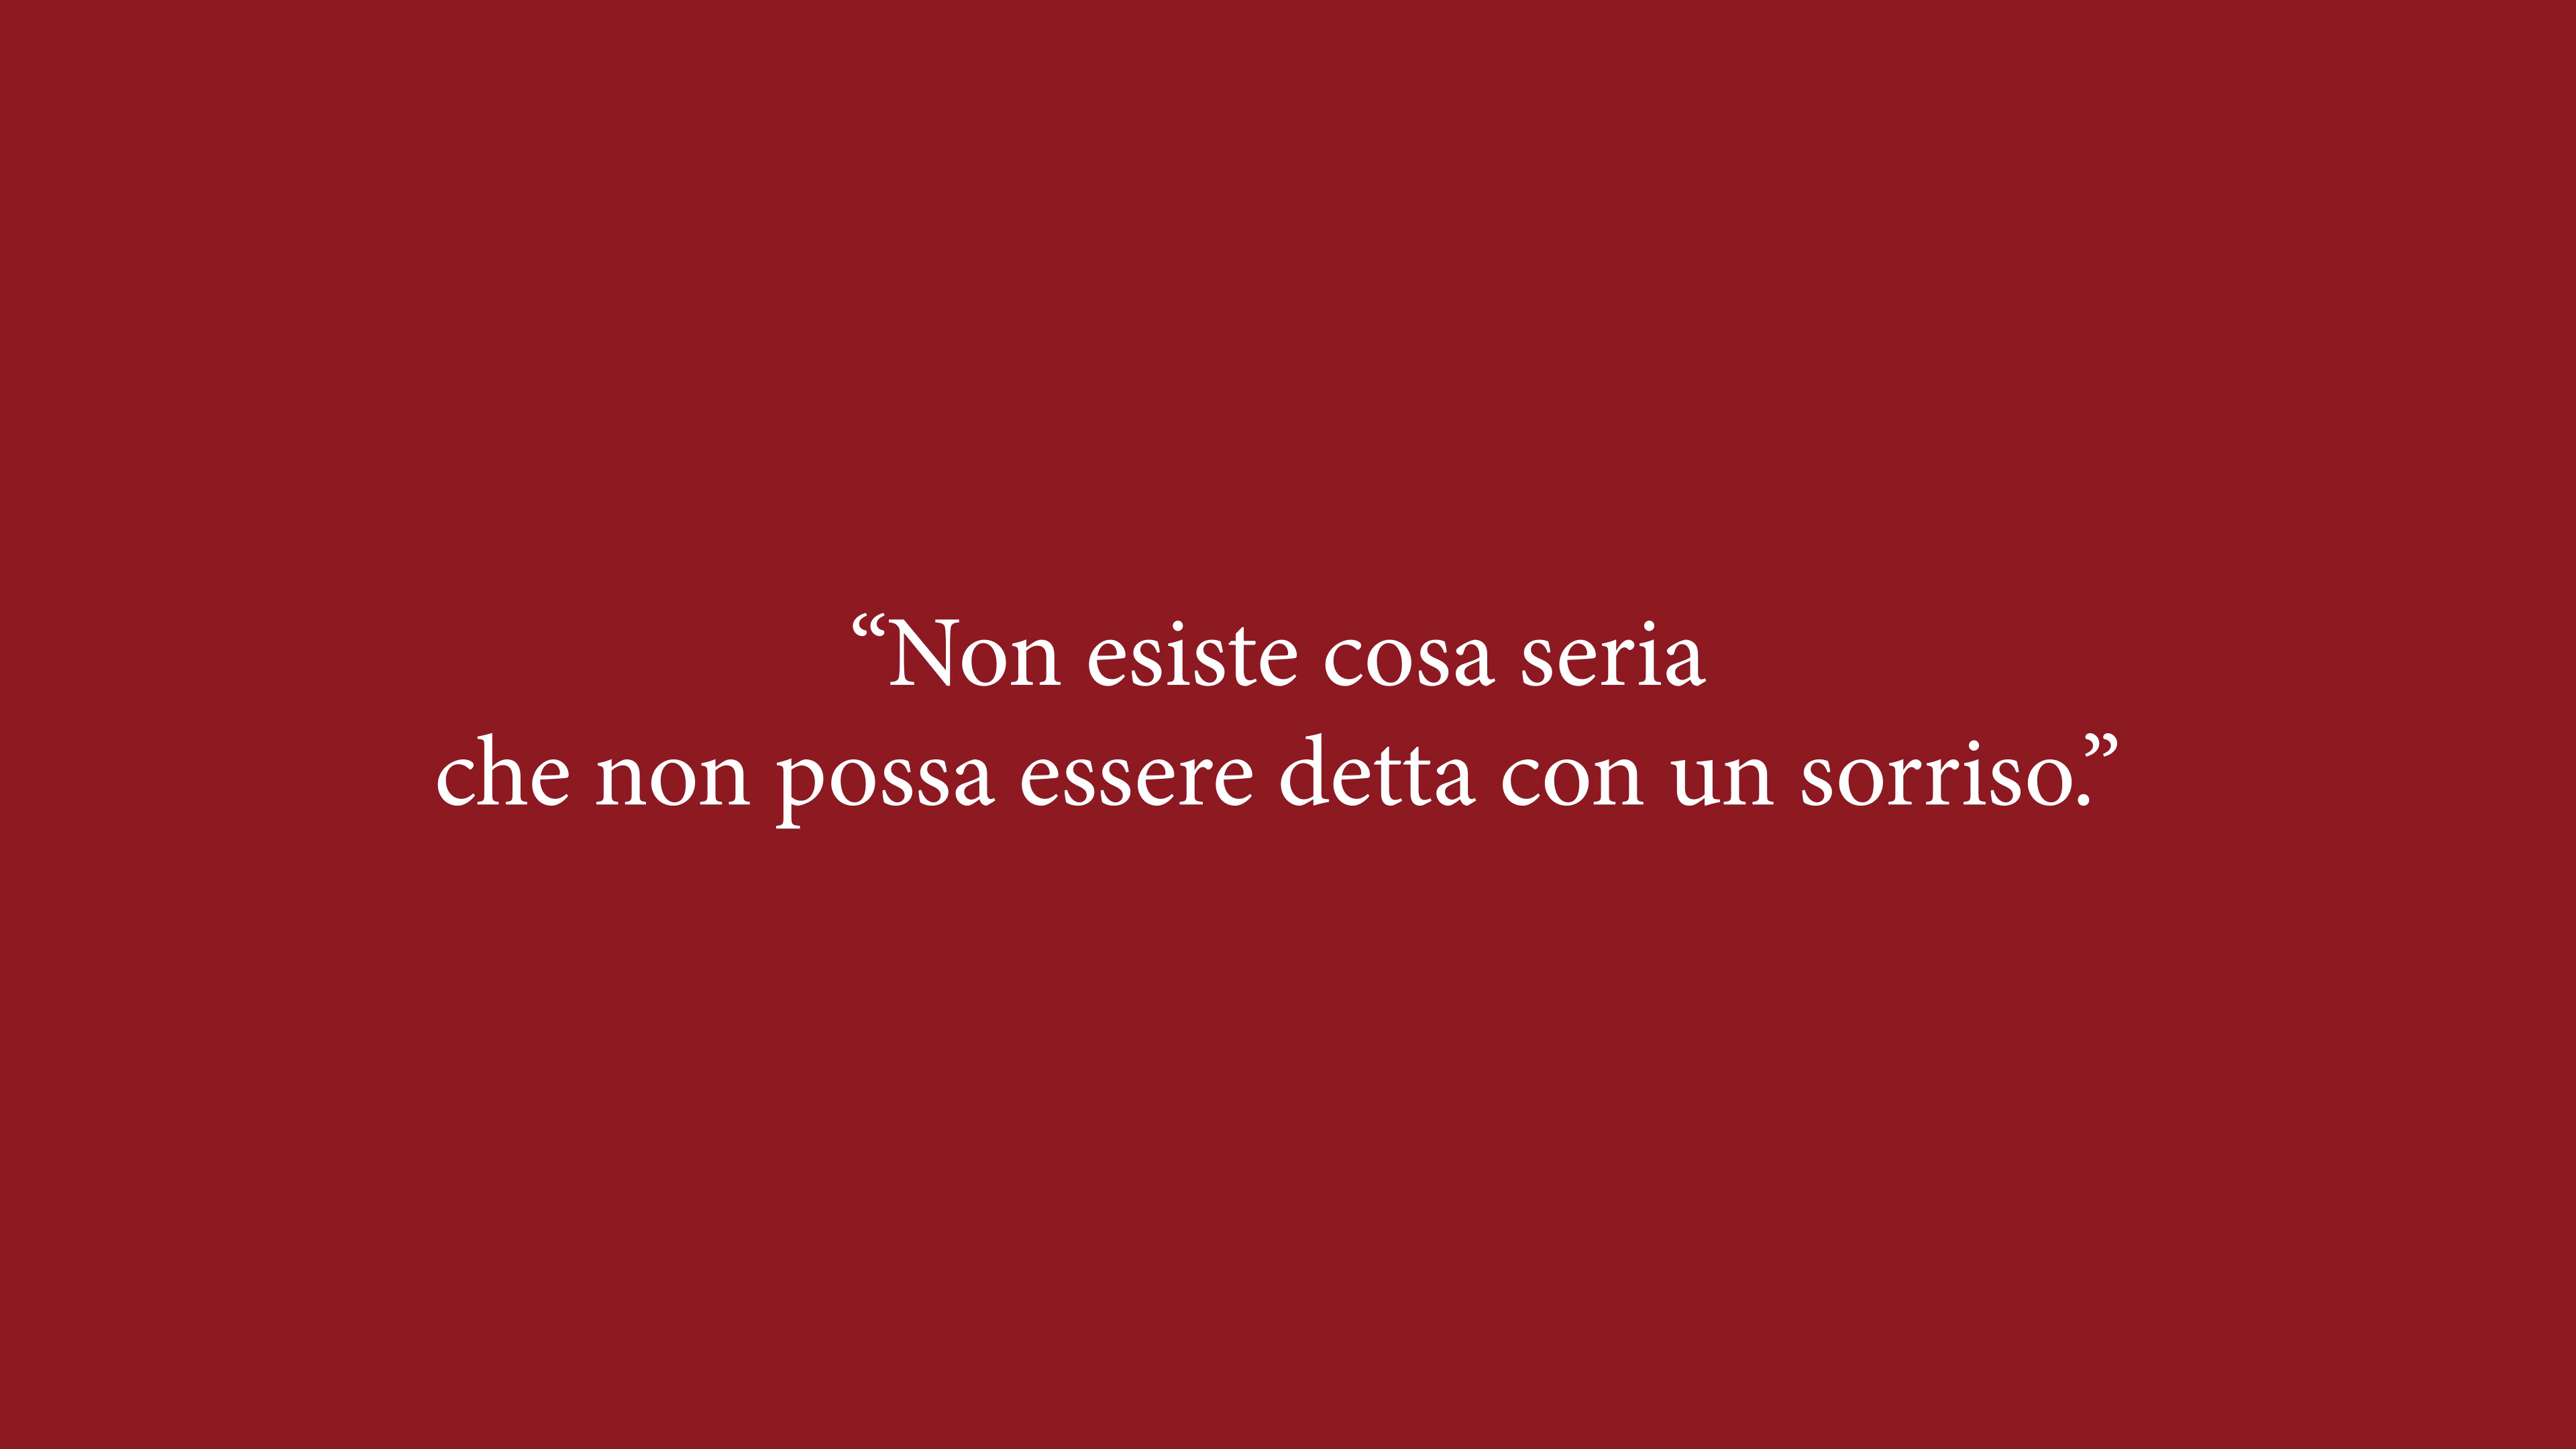 “Non esiste cosa seria
che non possa essere detta con un sorriso.”